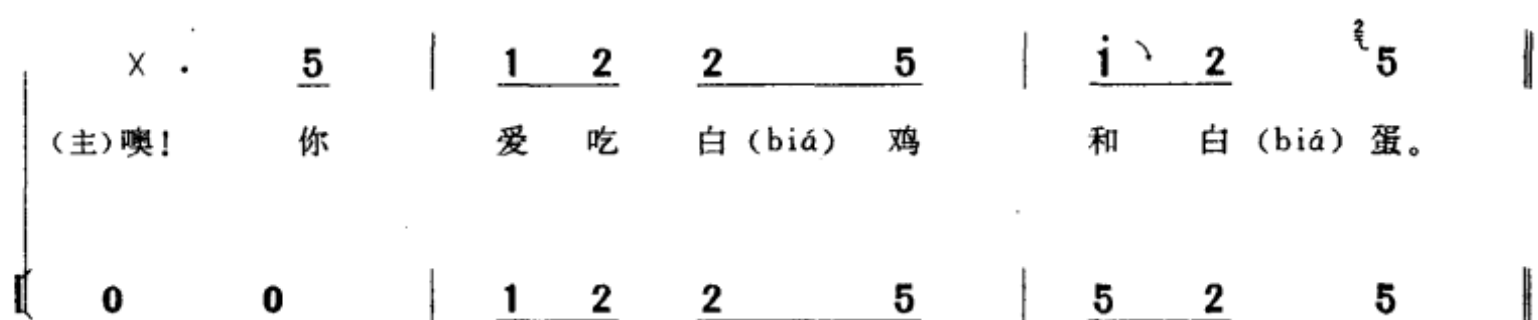 X . 5 | 1 2 2 5 | i 2 5
(主)噢! 你 爱 吃 白(biá) 鸡 和 白(biá)蛋。
0 0 | 1 2 2 5 | 5 2 5